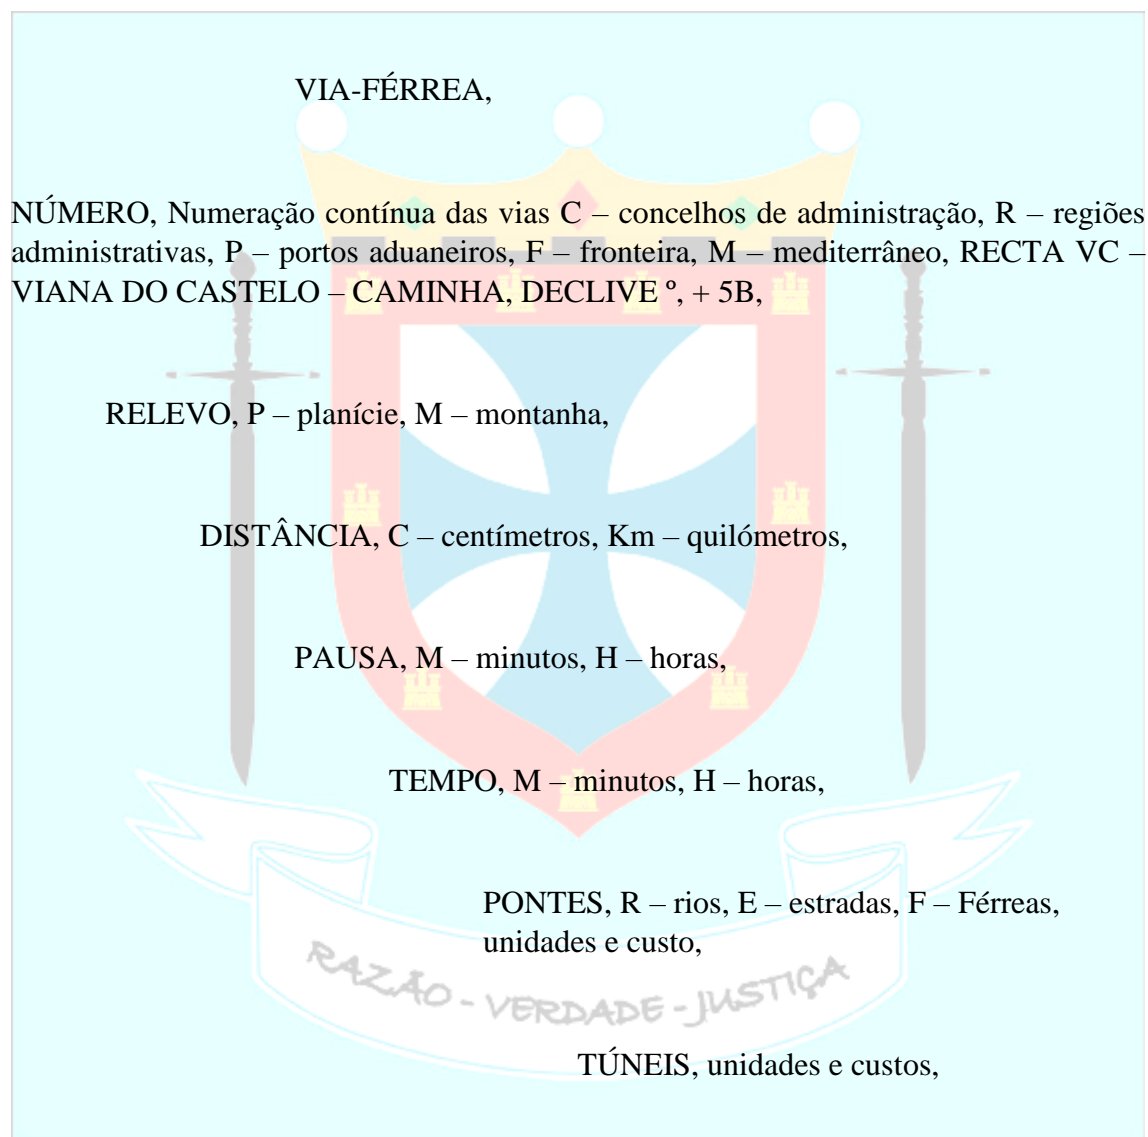 VIA-FÉRREA,
NÚMERO, Numeração contínua das vias C – concelhos de administração, R – regiões
administrativas, P – portos aduaneiros, F – fronteira, M – mediterrâneo, RECTA VC –
VIANA DO CASTELO – CAMINHA, DECLIVE º, + 5B,
RELEVO, P – planície, M – montanha,
DISTÂNCIA, C – centímetros, Km – quilómetros,
PAUSA, M – minutos, H – horas,
TEMPO, M – minutos, H – horas,
PONTES, R – rios, E – estradas, F – Férreas,
unidades e custo,
RAZÃO - VERDADE - JUSTIÇA
TÚNEIS, unidades e custos,